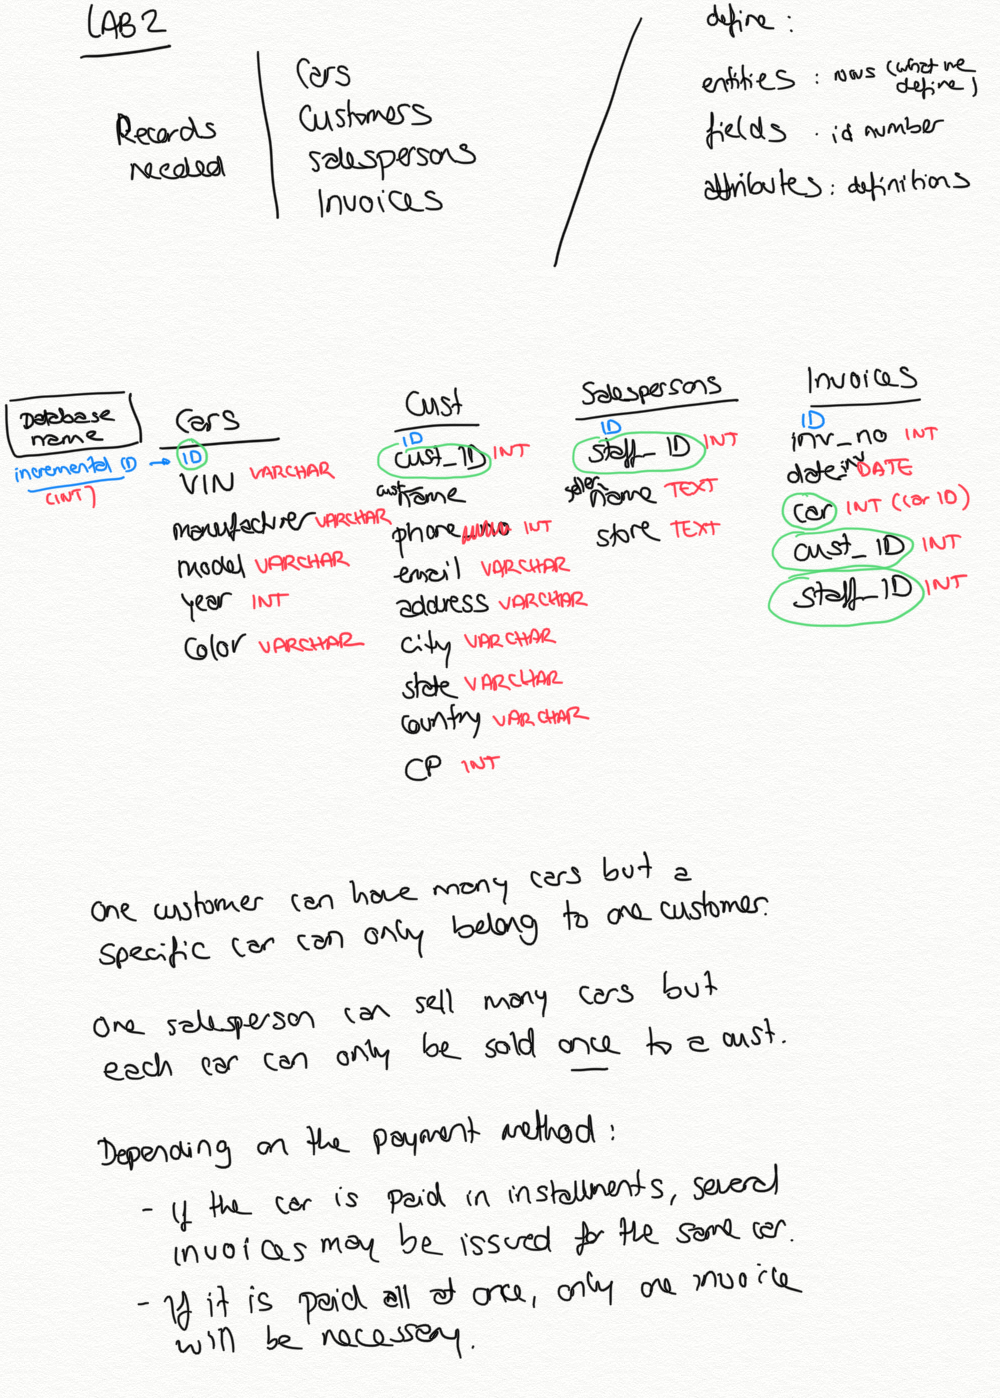 LAB 2
Records
needed
Cars
Customers
salespersons
Invoices
define :
entities : nows (what we
define)
fields : id number
attributes : definitions
Database
name
incremental ID →
(INT)
Cars
ID
VIN VARCHAR
manufacturer VARCHAR
model VARCHAR
year INT
Color VARCHAR
Cust
ID
cust_ID INT
cust name
phone no INT
email VARCHAR
address VARCHAR
city VARCHAR
state VARCHAR
country VARCHAR
CP INT
Salespersons
ID
staff_ID INT
name TEXT
store TEXT
Invoices
ID
inv_no INT
date inv DATE
car INT (car ID)
cust_ID INT
staff_ID INT
One customer can have many cars but a
specific car can only belong to one customer.
One salesperson can sell many cars but
each car can only be sold once to a cust.
Depending on the payment method :
- if the car is paid in installments, several
invoices may be issued for the same car.
- If it is paid all at once, only one invoice
will be necessary.